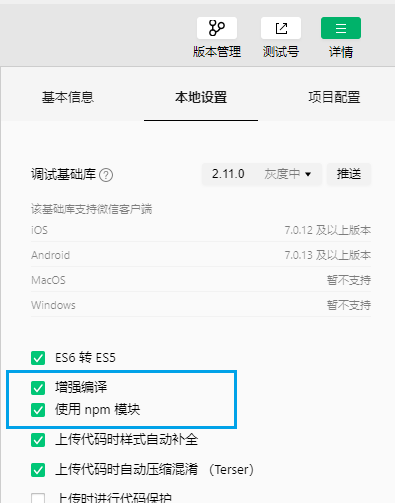 版本管理 测试号 详情
基本信息 本地设置 项目配置
调试基础库 ? 2.11.0 灰度中 推送
该基础库支持微信客户端
iOS 7.0.12 及以上版本
Android 7.0.13 及以上版本
MacOS 暂不支持
Windows 暂不支持
ES6 转 ES5
增强编译
使用 npm 模块
上传代码时样式自动补全
上传代码时自动压缩混淆 （Terser）
上传时进行代码保护